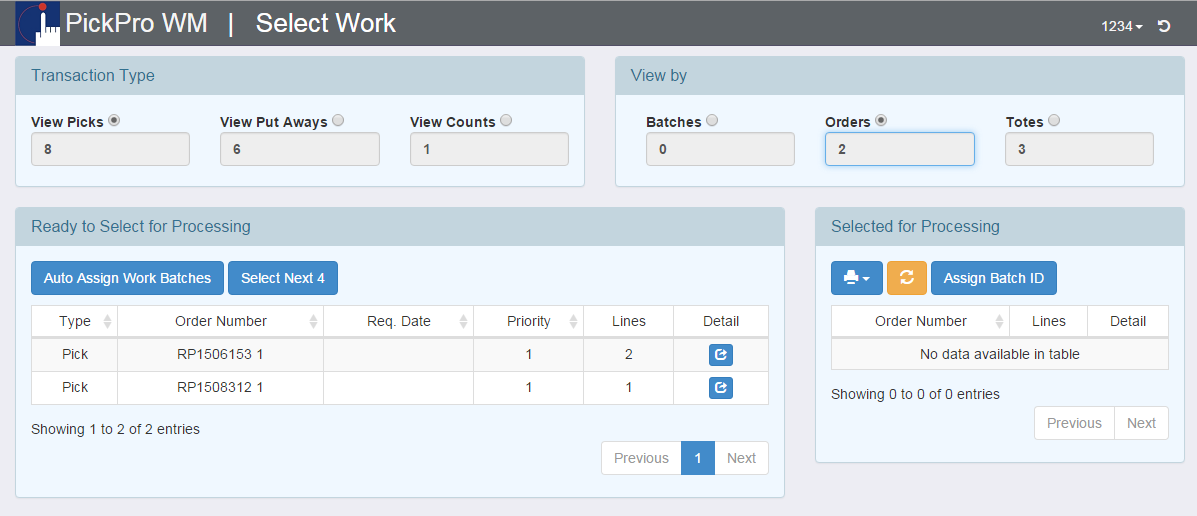 PickPro WM | Select Work
1234
Transaction Type
View Picks
View Put Aways
View Counts
8
6
1
View by
Batches
Orders
Totes
0
2
3
Ready to Select for Processing
Auto Assign Work Batches
Select Next 4
Type Order Number Req. Date Priority Lines Detail
Pick RP1506153 1 1 2
Pick RP1508312 1 1 1
Showing 1 to 2 of 2 entries
Previous 1 Next
Selected for Processing
Assign Batch ID
Order Number Lines Detail
No data available in table
Showing 0 to 0 of 0 entries
Previous Next